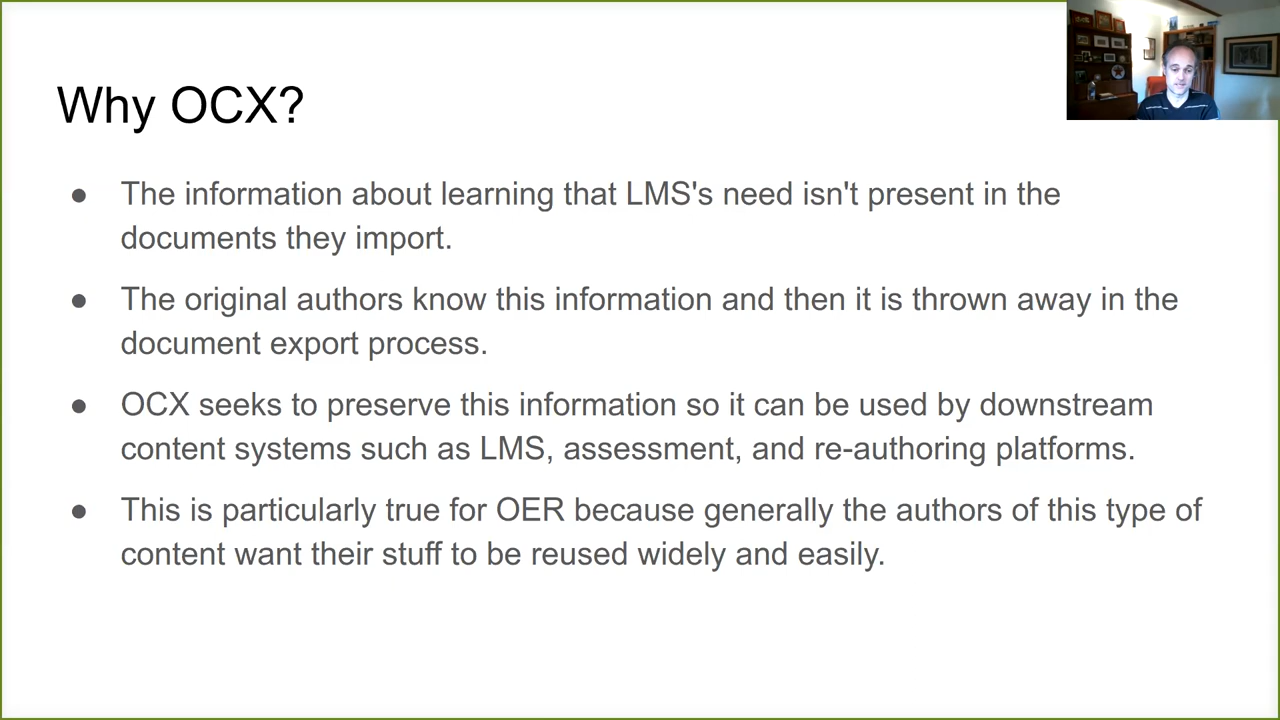 Why OCX?
● The information about learning that LMS's need isn't present in the
documents they import.
● The original authors know this information and then it is thrown away in the
document export process.
● OCX seeks to preserve this information so it can be used by downstream
content systems such as LMS, assessment, and re-authoring platforms.
● This is particularly true for OER because generally the authors of this type of
content want their stuff to be reused widely and easily.